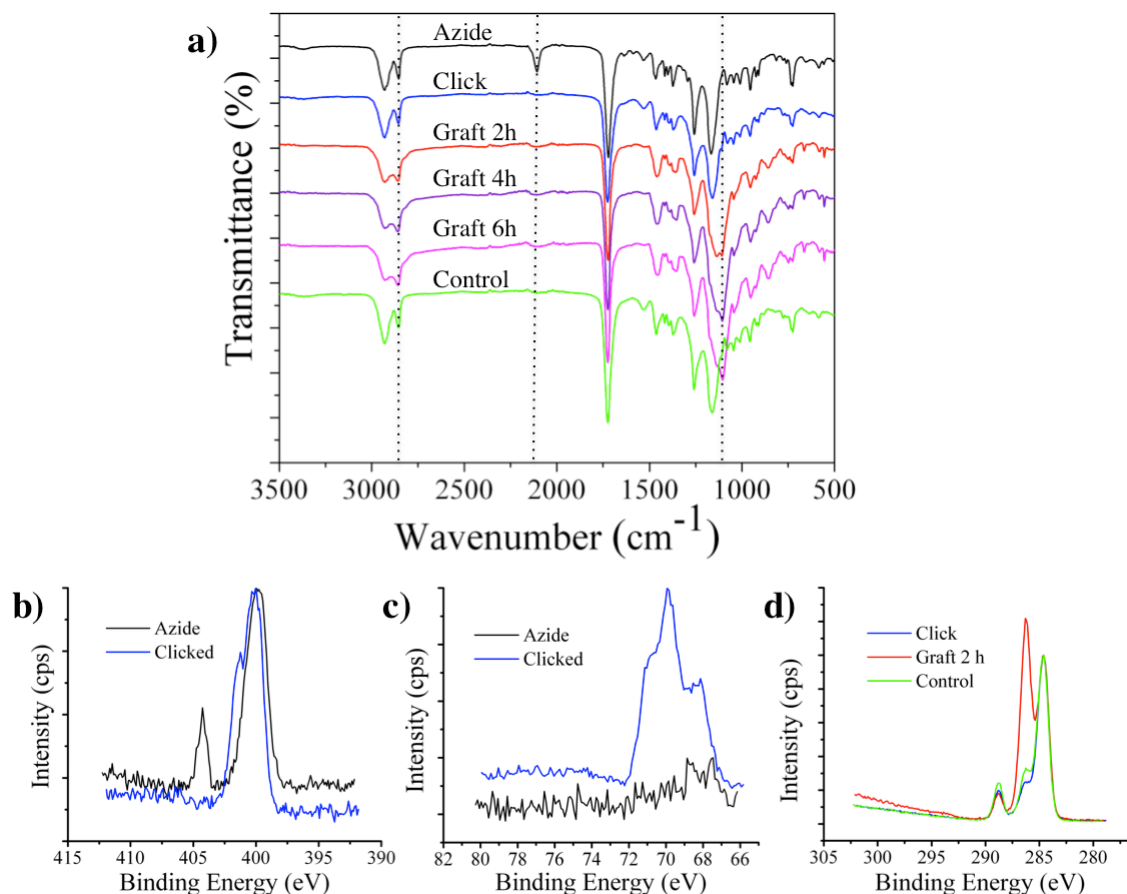 a)
Azide
Click
Graft 2h
Graft 4h
Graft 6h
Control
Transmittance (%)
3500 3000 2500 2000 1500 1000 500
Wavenumber (cm⁻¹)
b)
Azide
Clicked
Intensity (cps)
415 410 405 400 395 390
Binding Energy (eV)
c)
Azide
Clicked
Intensity (cps)
82 80 78 76 74 72 70 68 66
Binding Energy (eV)
d)
Click
Graft 2 h
Control
Intensity (cps)
305 300 295 290 285 280
Binding Energy (eV)